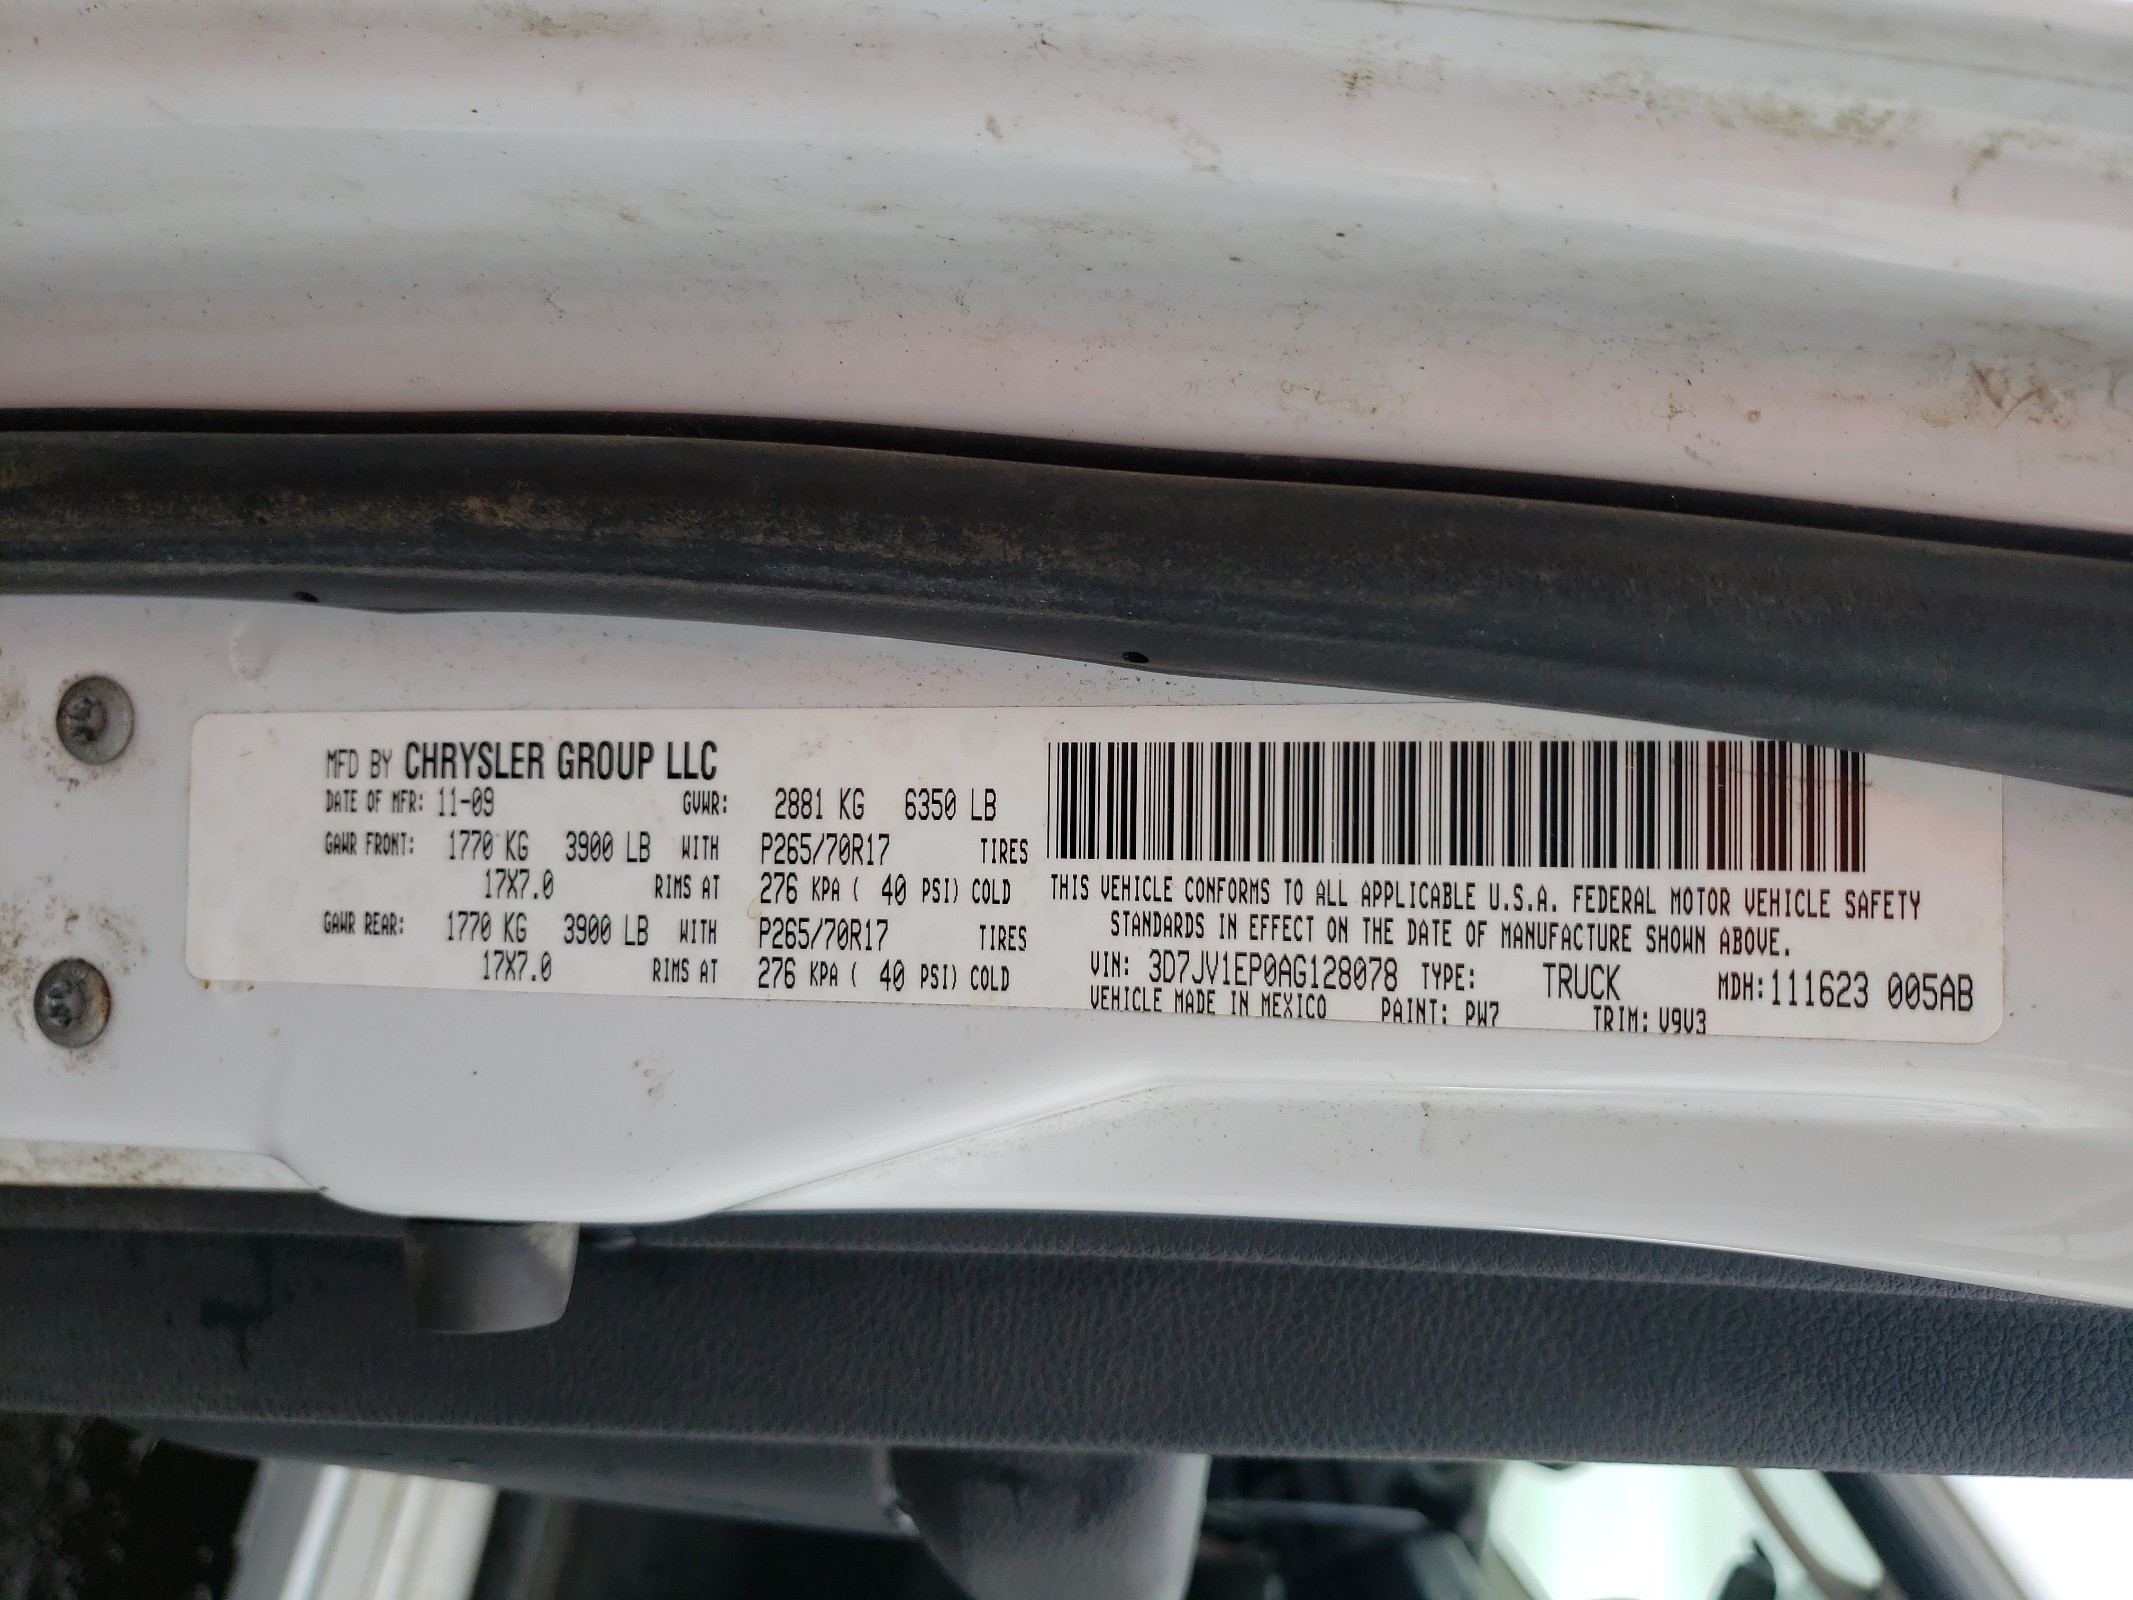 MFD BY CHRYSLER GROUP LLC
DATE OF MFR: 11-09 GVWR: 2881 KG 6350 LB
GAWR FRONT: 1770 KG 3900 LB WITH P265/70R17 TIRES
17X7.0 RIMS AT 276 KPA ( 40 PSI) COLD
GAWR REAR: 1770 KG 3900 LB WITH P265/70R17 TIRES
17X7.0 RIMS AT 276 KPA ( 40 PSI) COLD
THIS VEHICLE CONFORMS TO ALL APPLICABLE U.S.A. FEDERAL MOTOR VEHICLE SAFETY
STANDARDS IN EFFECT ON THE DATE OF MANUFACTURE SHOWN ABOVE.
VIN: 3D7JV1EP0AG128078 TYPE: TRUCK MDH: 111623 005AB
VEHICLE MADE IN MEXICO PAINT: PW7 TRIM: V9V3